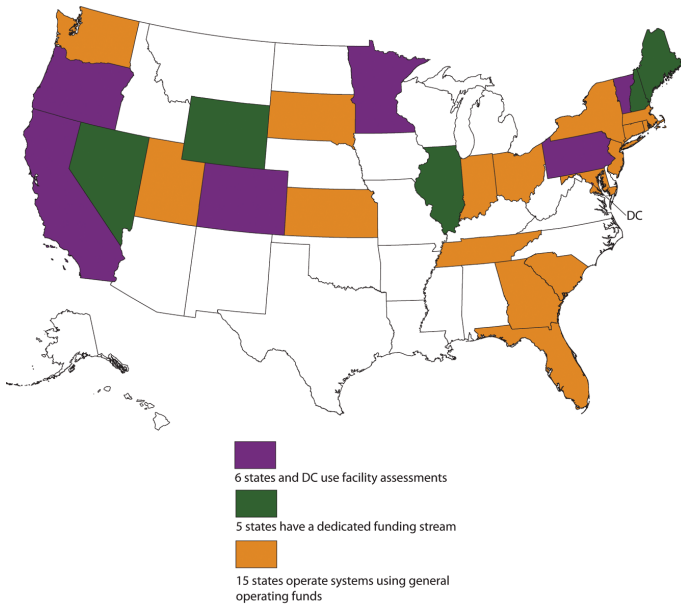 DC
6 states and DC use facility assessments
5 states have a dedicated funding stream
15 states operate systems using general
operating funds